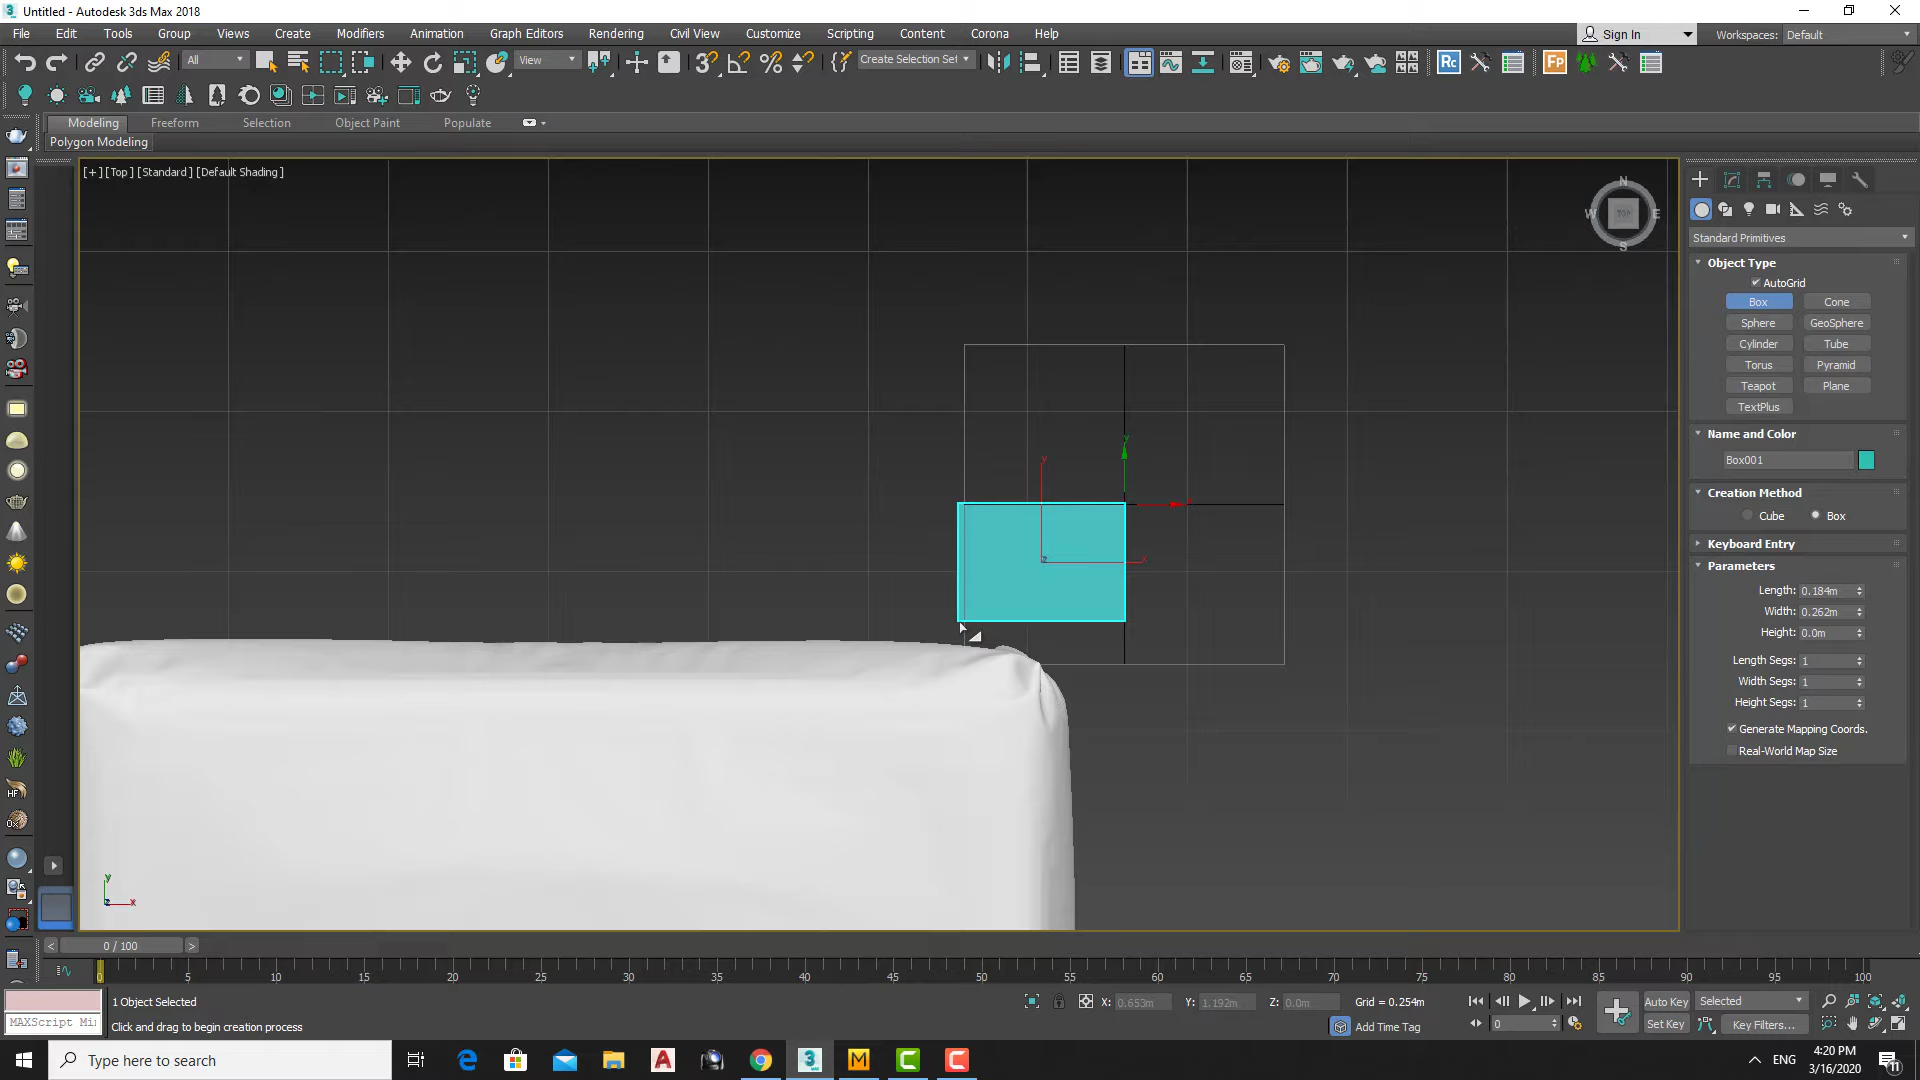 Untitled - Autodesk 3ds Max 2018
File Edit Tools Group Views Create Modifiers Animation Graph Editors Rendering Civil View Customize Scripting Content Corona Help
Sign In Workspaces: Default
All View Create Selection Set Rc Fp
Modeling Freeform Selection Object Paint Populate
Polygon Modeling
[+] [Top] [Standard] [Default Shading]
N
W TOP E
S
Standard Primitives
Object Type
AutoGrid
Box Cone
Sphere GeoSphere
Cylinder Tube
Torus Pyramid
Teapot Plane
TextPlus
Name and Color
Box001
Creation Method
Cube Box
Keyboard Entry
Parameters
Length: 0.184m
Width: 0.262m
Height: 0.0m
Length Segs: 1
Width Segs: 1
Height Segs: 1
Generate Mapping Coords.
Real-World Map Size
y
y
x
z x
y
z x
< 0 / 100 >
0 5 10 15 20 25 30 35 40 45 50 55 60 65 70 75 80 85 90 95 100
1 Object Selected
X: 0.653m Y: 1.192m Z: 0.0m Grid = 0.254m
Auto Key Selected
MAXScript Mi
Click and drag to begin creation process
Add Time Tag
0
Set Key Key Filters...
Type here to search
ENG
4:20 PM
3/16/2020
11